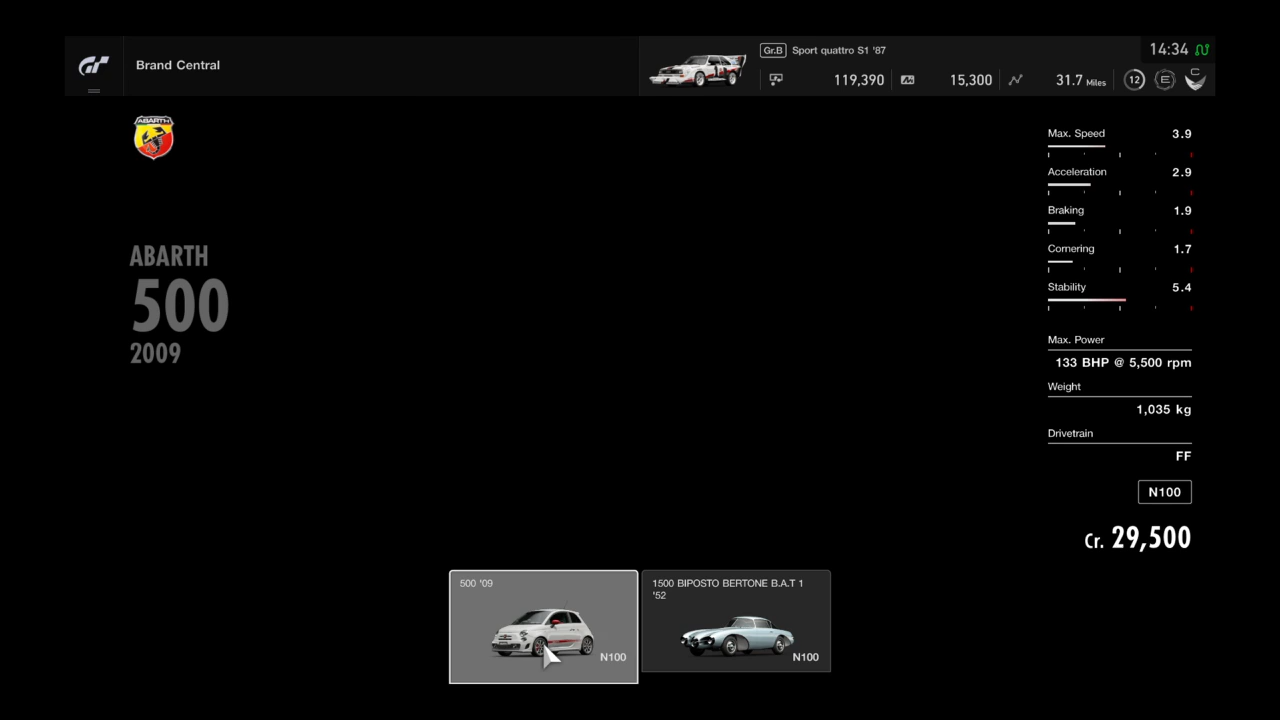 Brand Central
Gr.B Sport quattro S1 '87
14:34
119,390 15,300 31.7 Miles 12 E C
ABARTH
ABARTH
500
2009
Max. Speed 3.9
Acceleration 2.9
Braking 1.9
Cornering 1.7
Stability 5.4
Max. Power
133 BHP @ 5,500 rpm
Weight
1,035 kg
Drivetrain
FF
N100
Cr. 29,500
500 '09
N100
1500 BIPOSTO BERTONE B.A.T 1
'52
N100